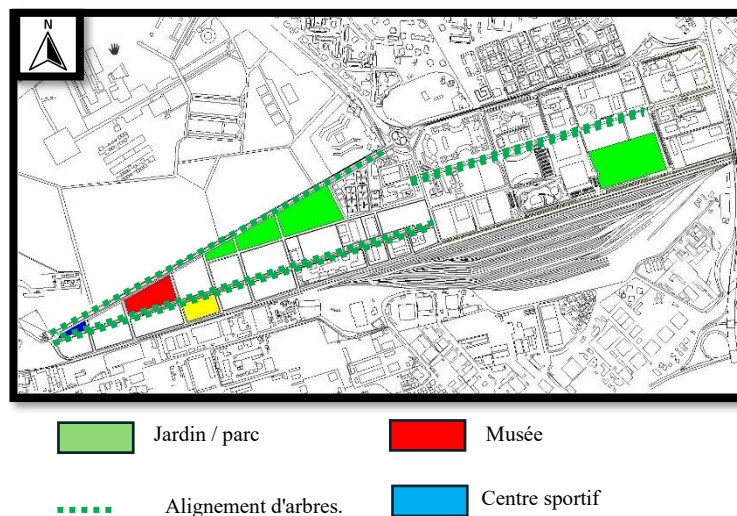 N
Jardin / parc
Musée
Alignement d'arbres.
Centre sportif